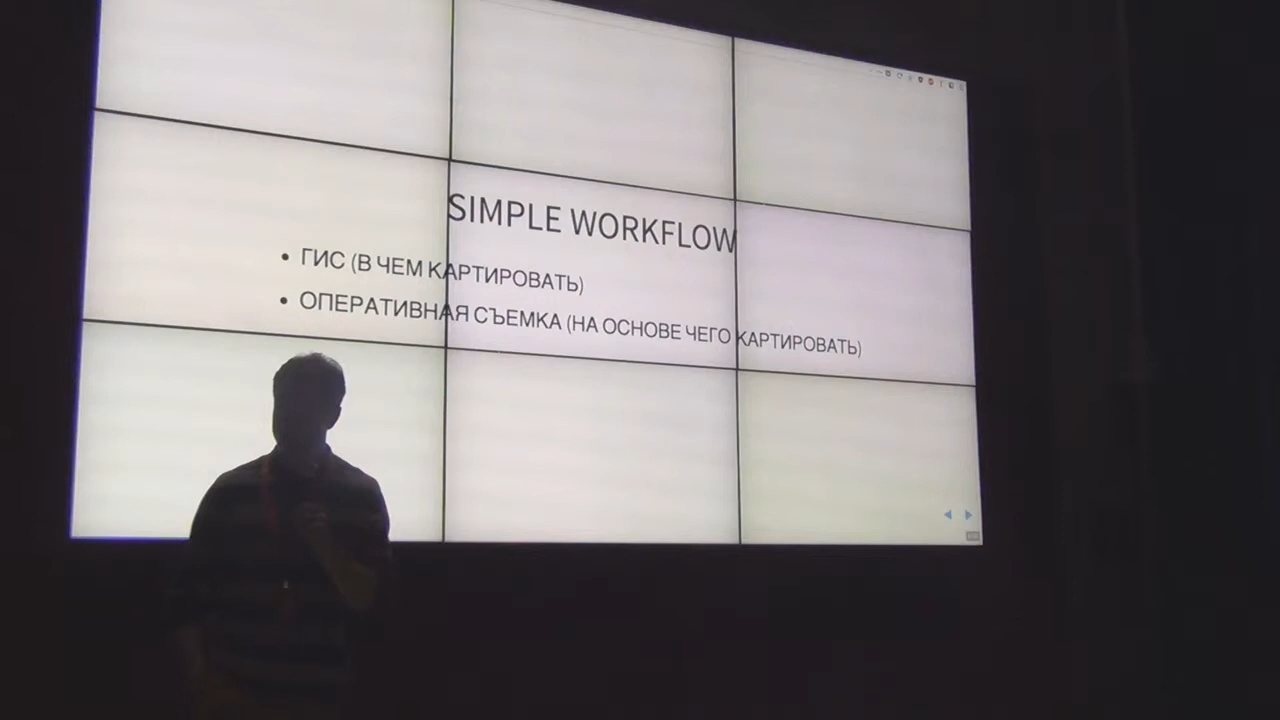 SIMPLE WORKFLOW
• ГИС (В ЧЕМ КАРТИРОВАТЬ)
• ОПЕРАТИВНАЯ СЪЕМКА (НА ОСНОВЕ ЧЕГО КАРТИРОВАТЬ)